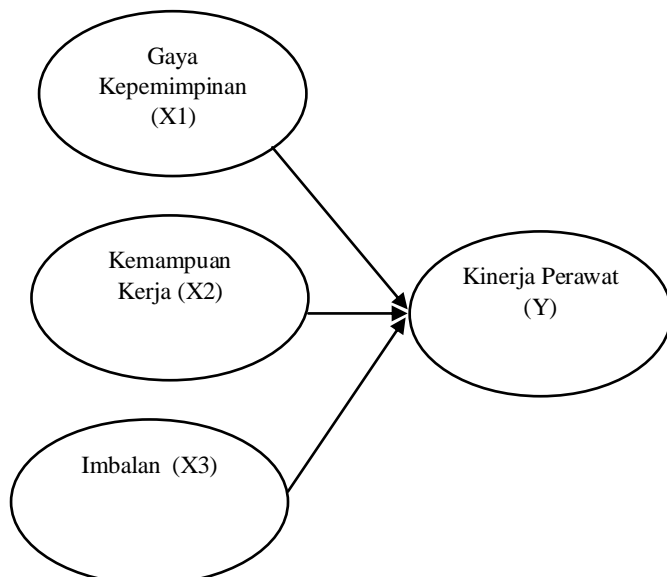 Gaya
Kepemimpinan
(X1)
Kemampuan
Kerja (X2)
Kinerja Perawat
(Y)
Imbalan (X3)